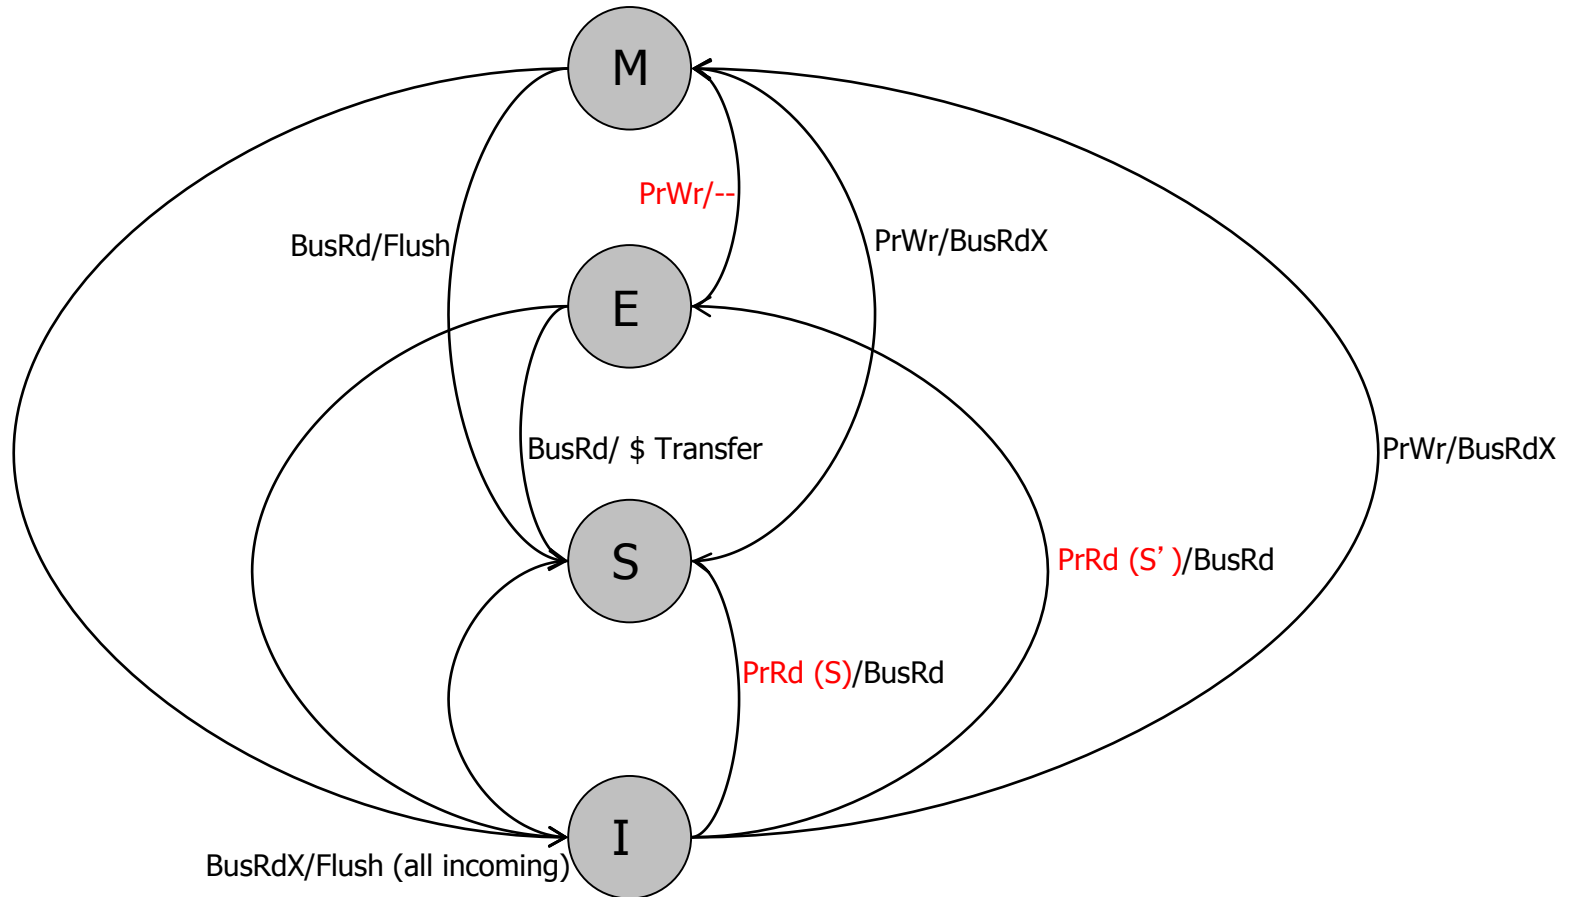 M
PrWr/--
BusRd/Flush
PrWr/BusRdX
E
BusRd/ $ Transfer
PrWr/BusRdX
S
PrRd (S’ )/BusRd
PrRd (S)/BusRd
I
BusRdX/Flush (all incoming)